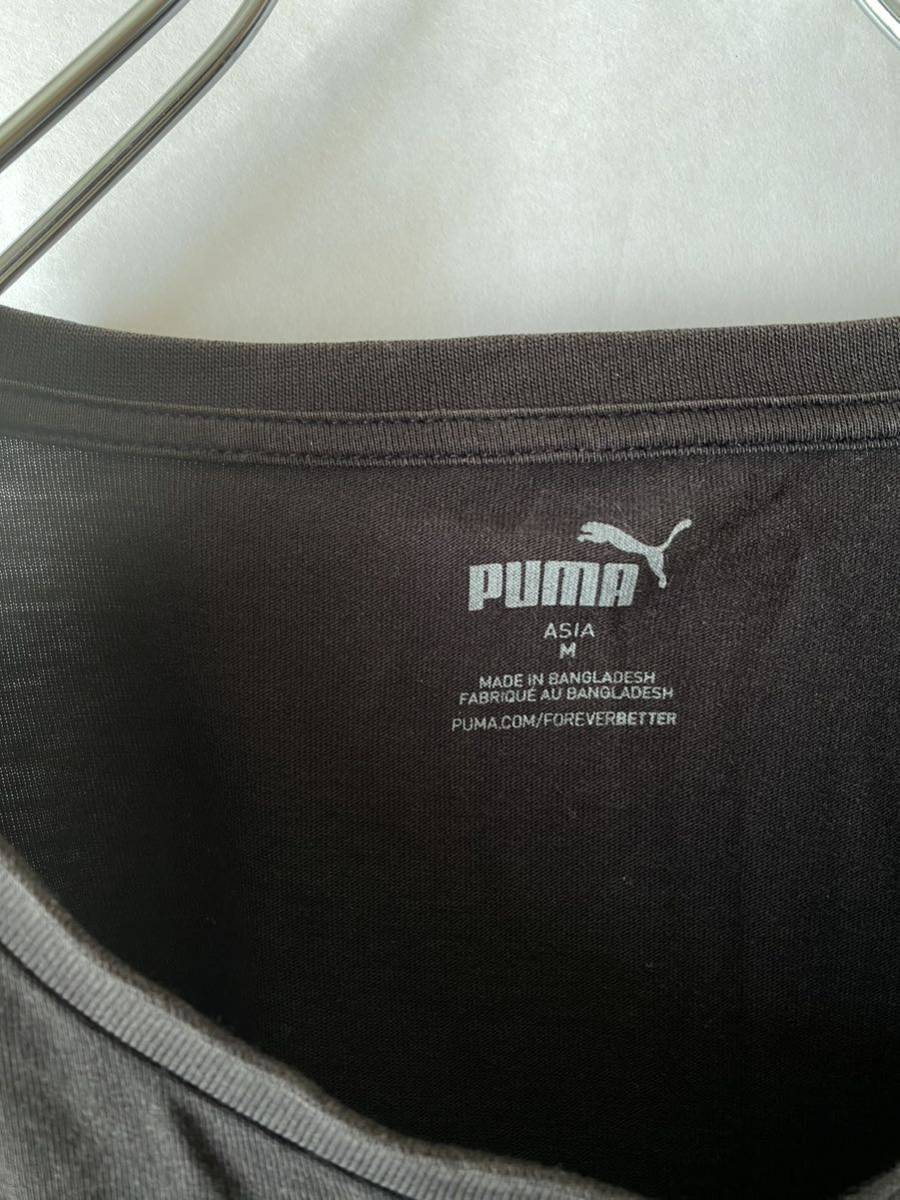 PUMA
ASIA
M
MADE IN BANGLADESH
FABRIQUÉ AU BANGLADESH
PUMA.COM/FOREVERBETTER